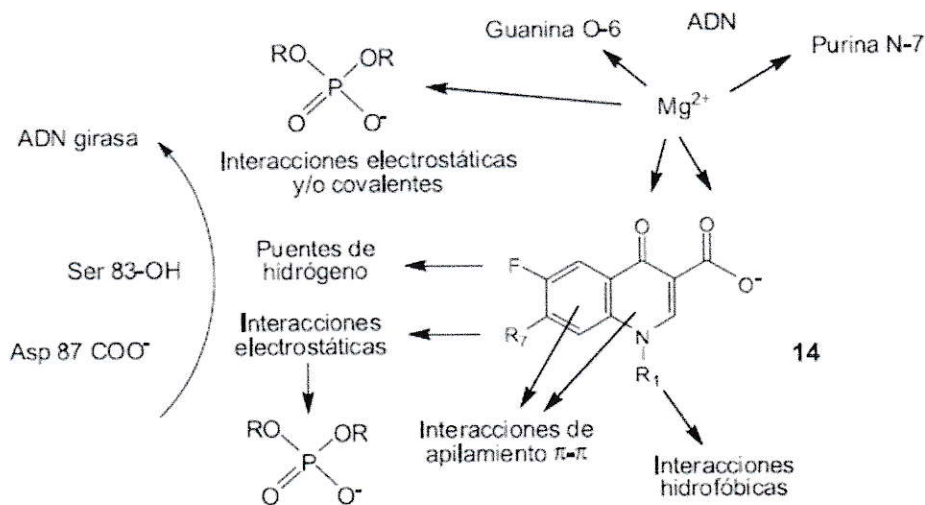 Guanina O-6
ADN
Purina N-7
Mg2+
RO OR
P
O O-
Interacciones electrostáticas
y/o covalentes
ADN girasa
Ser 83-OH
Asp 87 COO-
Puentes de
hidrógeno
Interacciones
electrostáticas
RO OR
P
O O-
O O
F
O-
R7
N
R1
14
Interacciones de
apilamiento π-π
Interacciones
hidrofóbicas